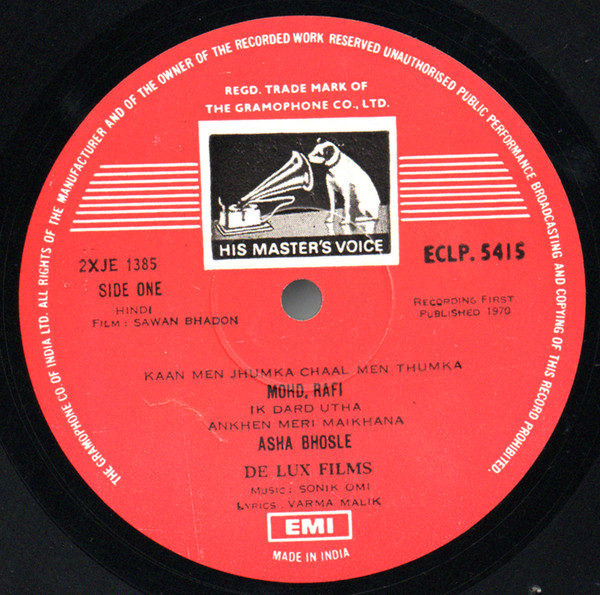 THE GRAMOPHONE CO OF INDIA LTD. ALL RIGHTS OF THE MANUFACTURER AND OF THE OWNER OF THE RECORDED WORK RESERVED UNAUTHORISED PUBLIC PERFORMANCE BROADCASTING AND COPYING OF THIS RECORD PROHIBITED.
REGD. TRADE MARK OF
THE GRAMOPHONE CO., LTD.
HIS MASTER'S VOICE
2XJE 1385
ECLP. 5415
SIDE ONE
HINDI
FILM : SAWAN BHADON
RECORDING FIRST
PUBLISHED 1970
KAAN MEN JHUMKA CHAAL MEN THUMKA
MOHD, RAFI
IK DARD UTHA
ANKHEN MERI MAIKHANA
ASHA BHOSLE
DE LUX FILMS
MUSIC : SONIK OMI
LYRICS : VARMA MALIK
EMI
MADE IN INDIA